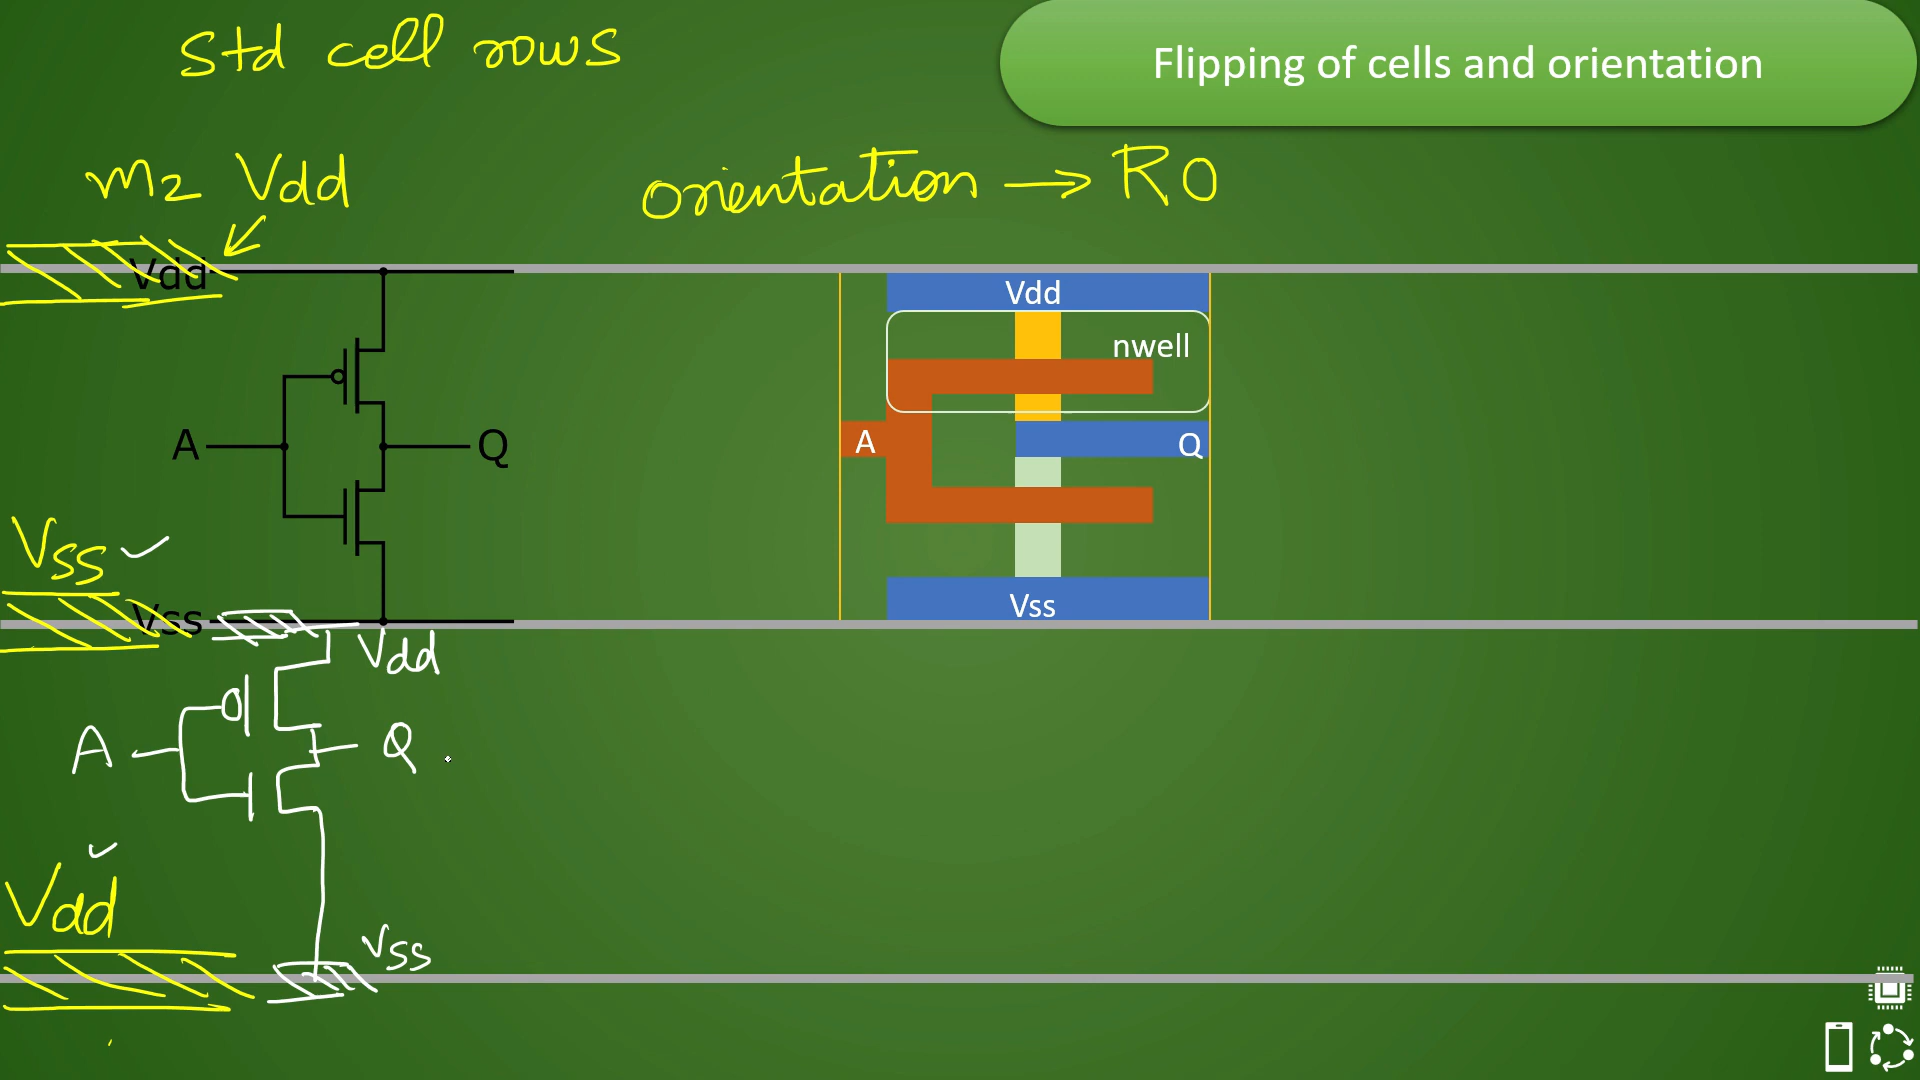 Std cell rows
Flipping of cells and orientation
M2 Vdd
orientation → R0
Vdd
Vdd
nwell
A
Q
A
Q
Vss
Vss
Vss
Vdd
A
Q
Vdd
Vss